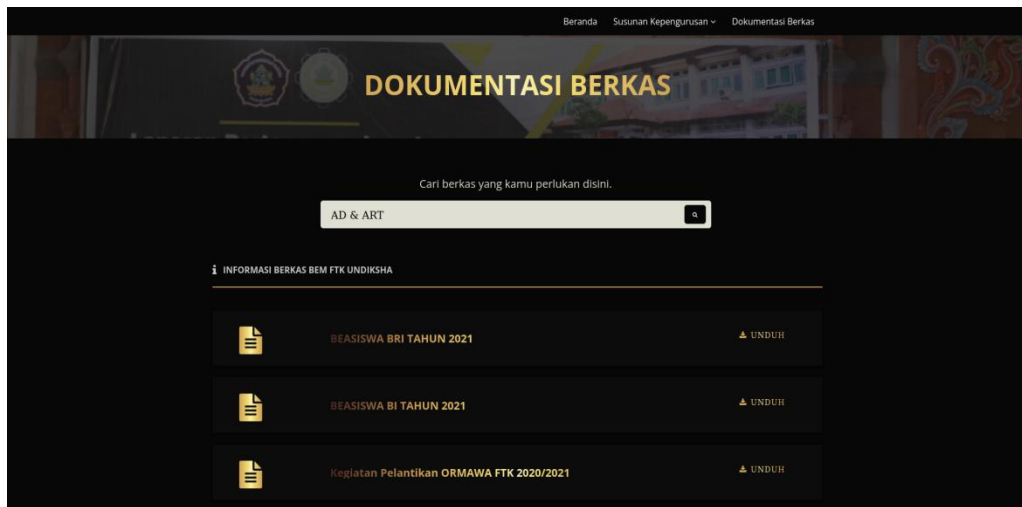 Beranda Susunan Kepengurusan Dokumentasi Berkas
DOKUMENTASI BERKAS
Cari berkas yang kamu perlukan disini.
AD & ART
INFORMASI BERKAS BEM FTK UNDIKSHA
BEASISWA BRI TAHUN 2021 UNDUH
BEASISWA BI TAHUN 2021 UNDUH
Kegiatan Pelantikan ORMAWA FTK 2020/2021 UNDUH